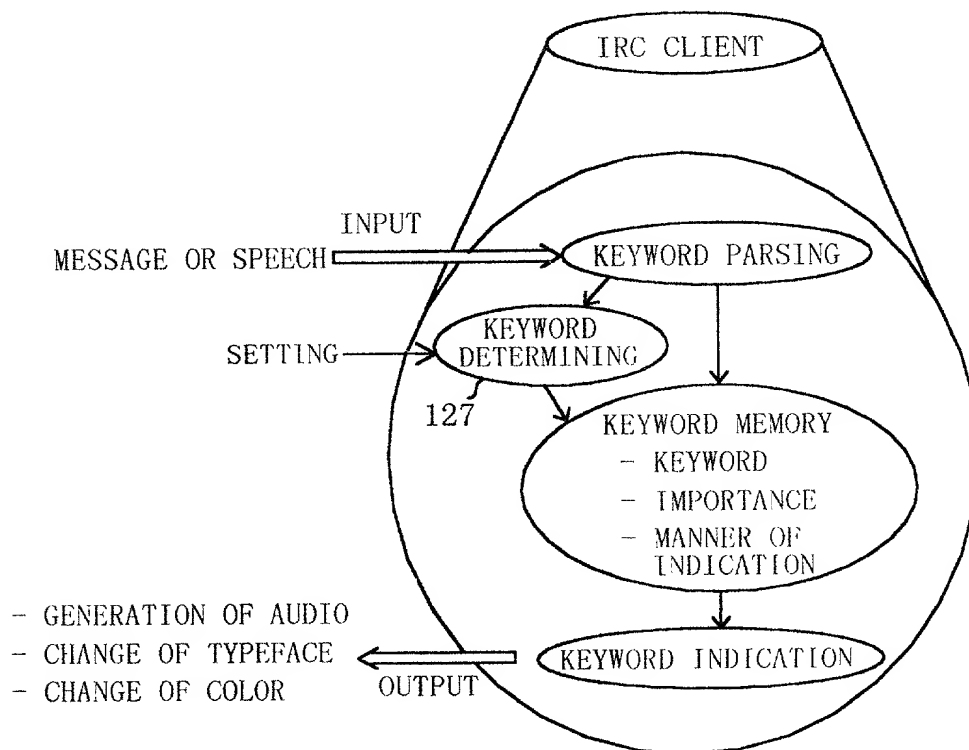 IRC CLIENT
INPUT
MESSAGE OR SPEECH
KEYWORD PARSING
KEYWORD
DETERMINING
SETTING
127
KEYWORD MEMORY
- KEYWORD
- IMPORTANCE
- MANNER OF
INDICATION
- GENERATION OF AUDIO
- CHANGE OF TYPEFACE
- CHANGE OF COLOR
OUTPUT
KEYWORD INDICATION